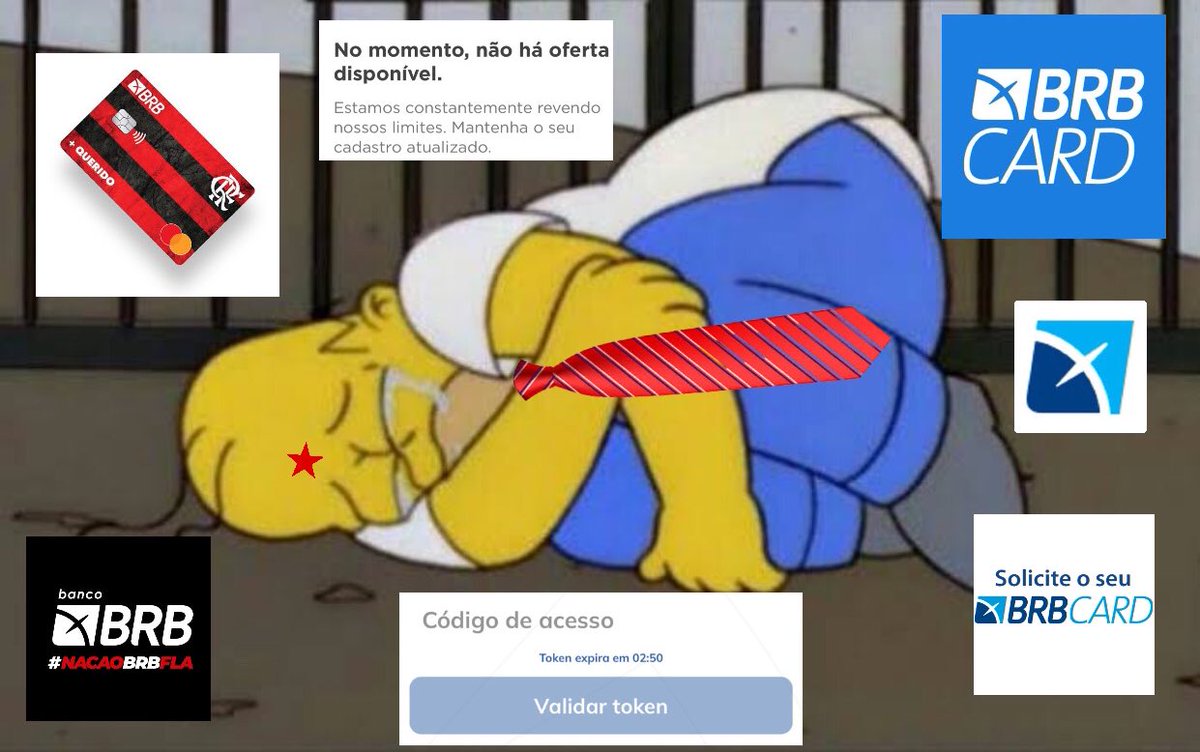 BRB
+ QUERIDO
CRF
No momento, não há oferta
disponível.
Estamos constantemente revendo
nossos limites. Mantenha o seu
cadastro atualizado.
BRB
CARD
banco
BRB
#NACAOBRBFLA
Código de acesso
Token expira em 02:50
Validar token
Solicite o seu
BRBCARD